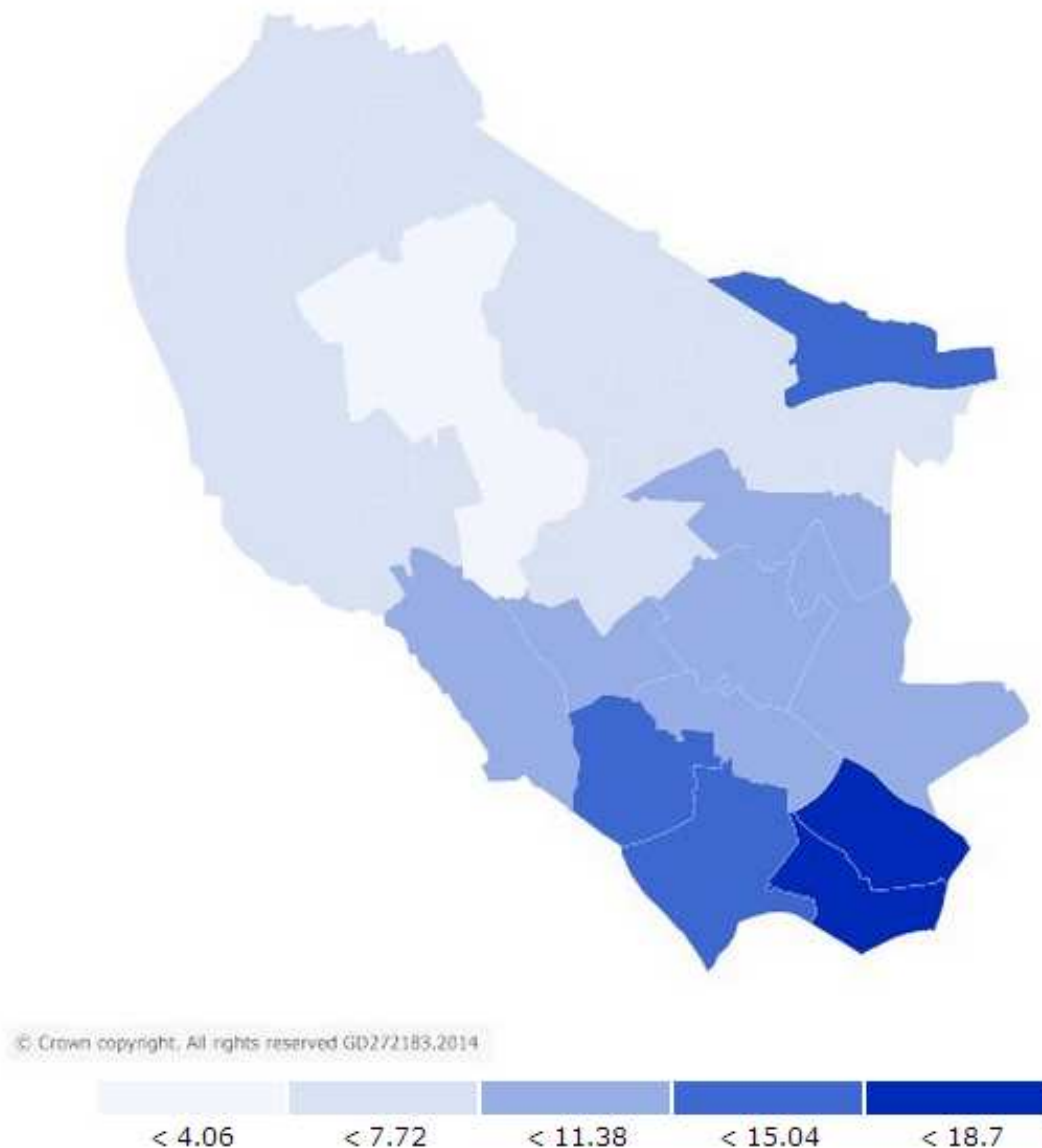 © Crown copyright. All rights reserved GD272183.2014
< 4.06 < 7.72 < 11.38 < 15.04 < 18.7